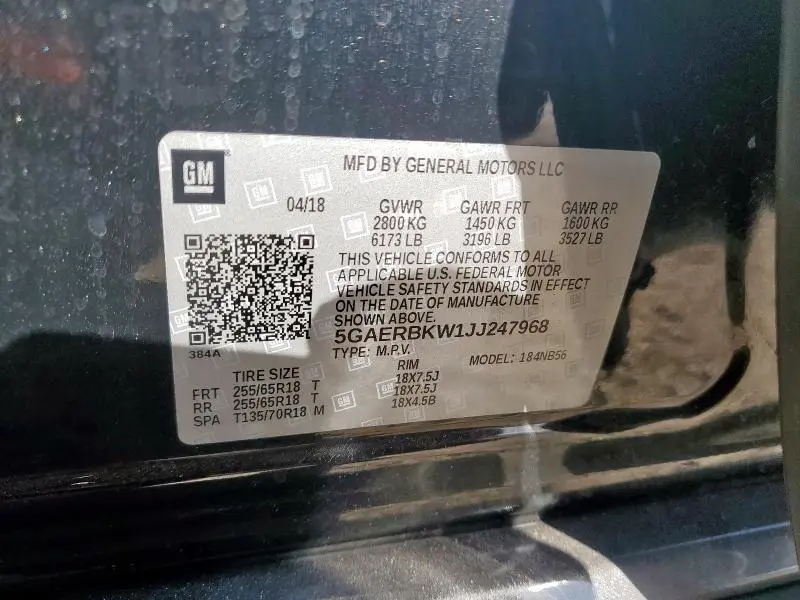 GM
MFD BY GENERAL MOTORS LLC
04/18 GVWR GAWR FRT GAWR RR
2800 KG 1450 KG 1600 KG
6173 LB 3196 LB 3527 LB
THIS VEHICLE CONFORMS TO ALL
APPLICABLE U.S. FEDERAL MOTOR
VEHICLE SAFETY STANDARDS IN EFFECT
ON THE DATE OF MANUFACTURE
SHOWN ABOVE.
5GAERBKW1JJ247968
384A
TYPE: M.P.V. MODEL: 184NB56
TIRE SIZE RIM
FRT 255/65R18 T 18X7.5J
RR 255/65R18 T 18X7.5J
SPA T135/70R18 M 18X4.5B